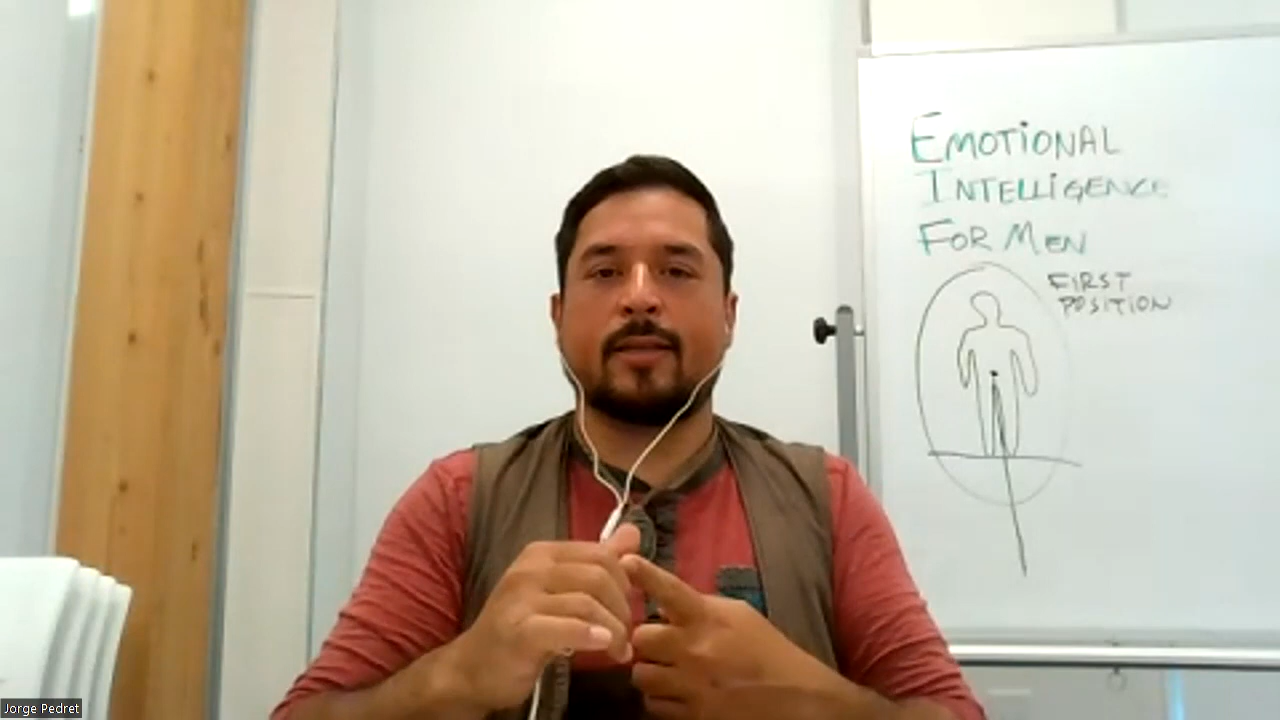 EMOTIONAL
INTELLIGENCE
FOR MEN
FIRST
POSITION
Jorge Pedret